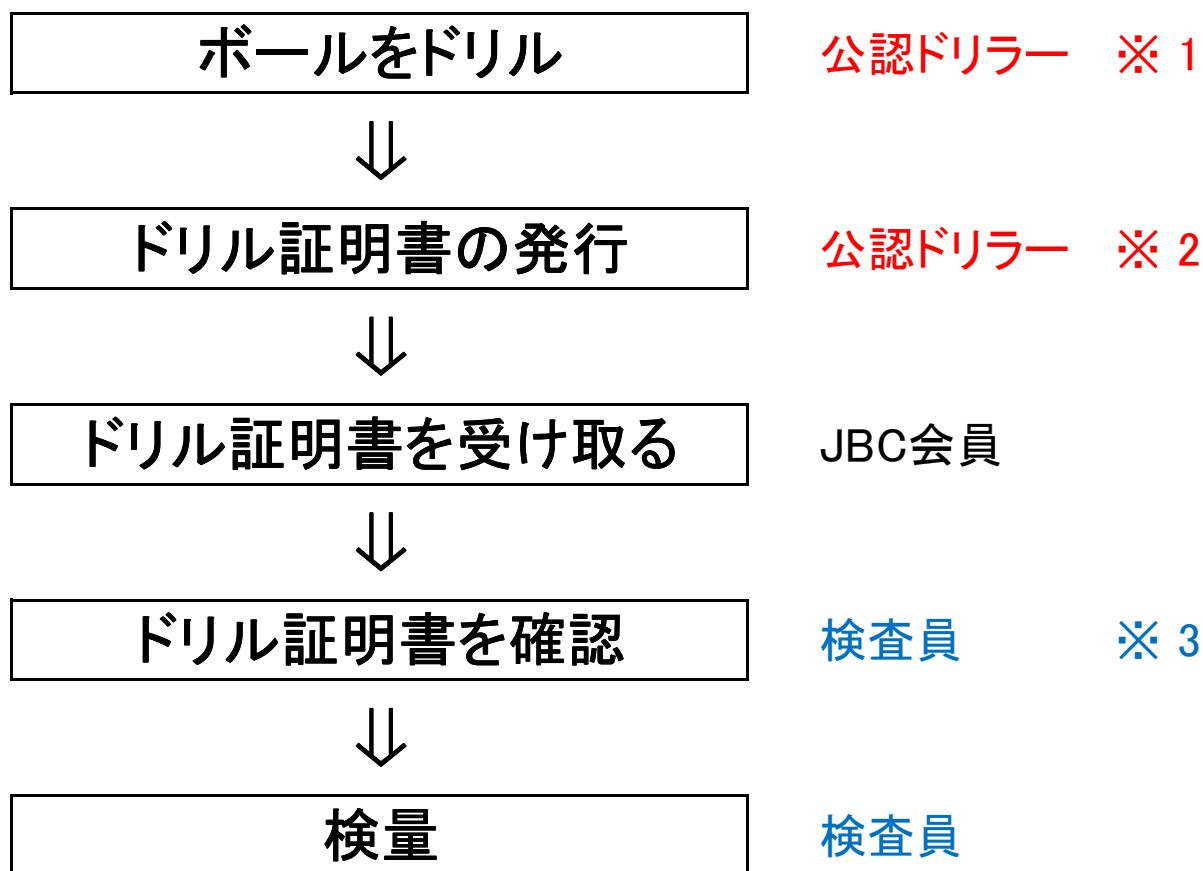 ボールをドリル 公認ドリラー ※ 1
⇓
ドリル証明書の発行 公認ドリラー ※ 2
⇓
ドリル証明書を受け取る JBC会員
⇓
ドリル証明書を確認 検査員 ※ 3
⇓
検量 検査員